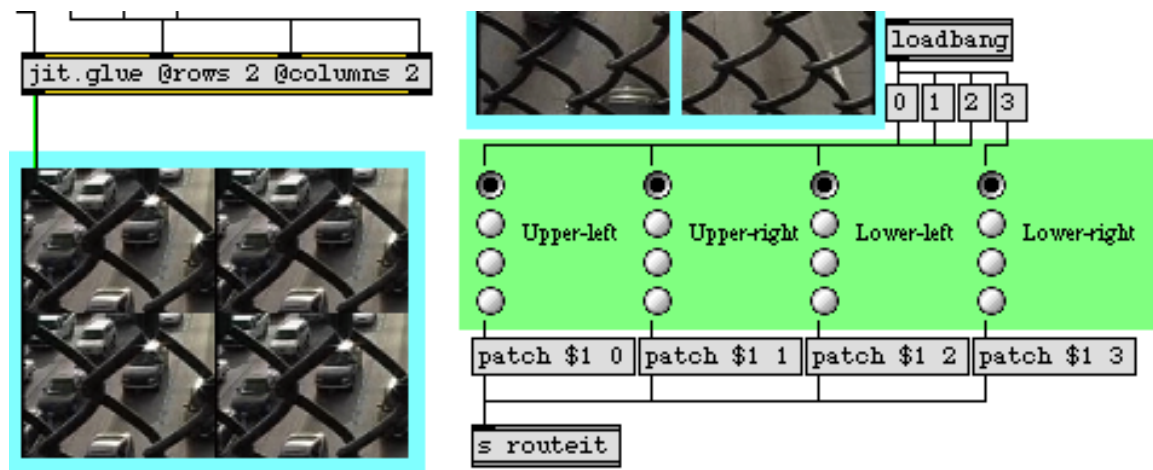 jit.glue @rows 2 @columns 2
loadbang
0 1 2 3
Upper-left Upper-right Lower-left Lower-right
patch $1 0 patch $1 1 patch $1 2 patch $1 3
s routeit